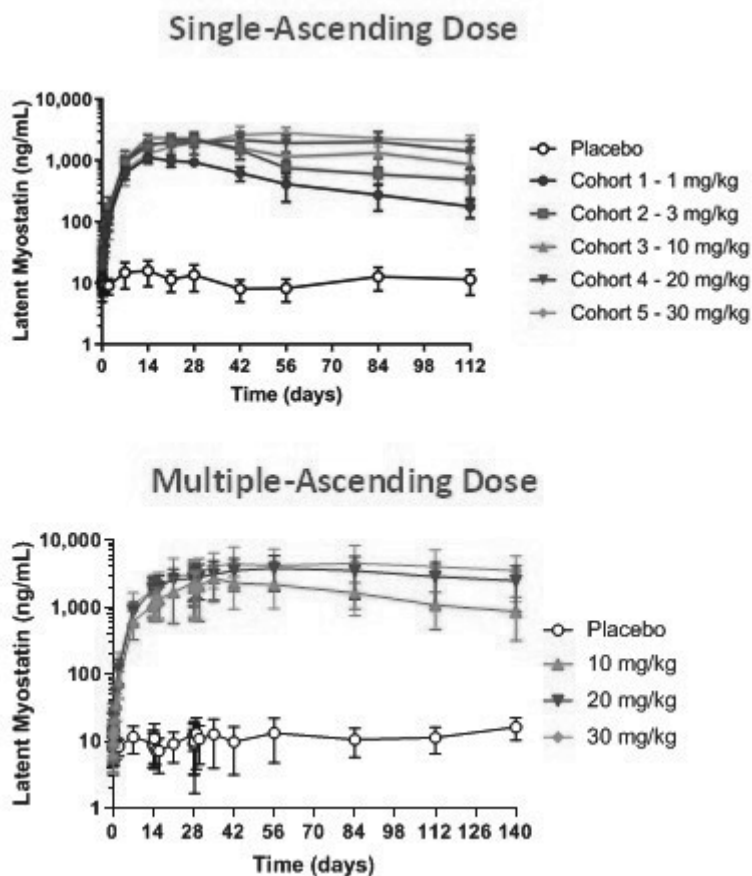 Single-Ascending Dose
Latent Myostatin (ng/mL)
10,000
1,000
100
10
1
0 14 28 42 56 70 84 98 112
Time (days)
Placebo
Cohort 1 - 1 mg/kg
Cohort 2 - 3 mg/kg
Cohort 3 - 10 mg/kg
Cohort 4 - 20 mg/kg
Cohort 5 - 30 mg/kg
Multiple-Ascending Dose
Latent Myostatin (ng/mL)
10,000
1,000
100
10
1
0 14 28 42 56 70 84 98 112 126 140
Time (days)
Placebo
10 mg/kg
20 mg/kg
30 mg/kg